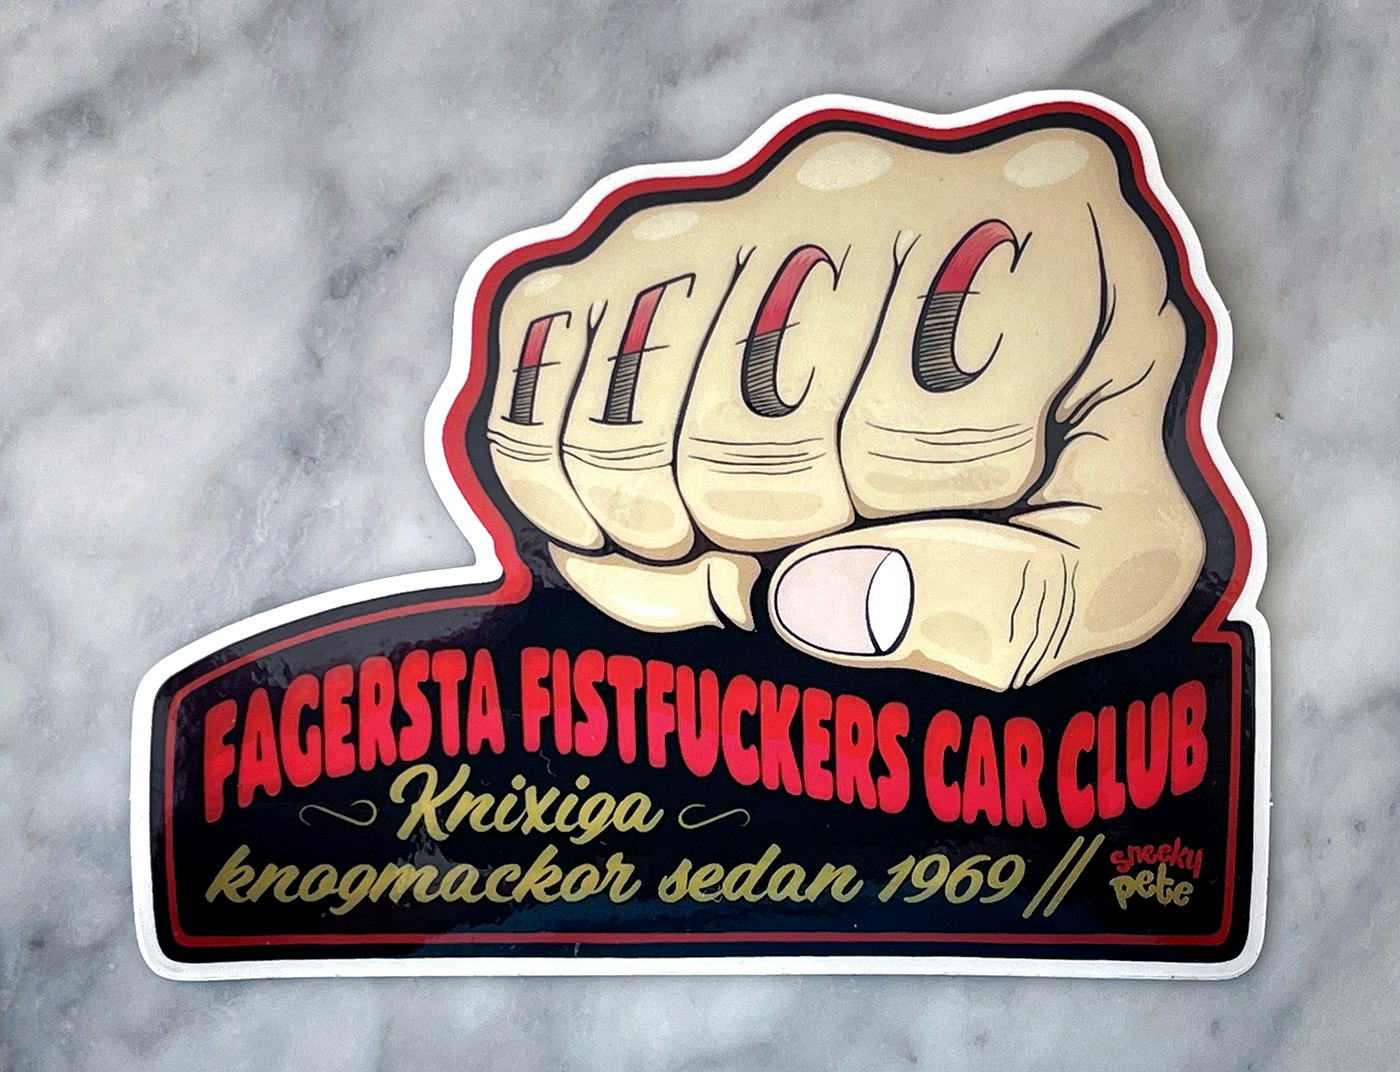 FFCC
FAGERSTA FISTFUCKERS CAR CLUB
Knixiga
knogmackor sedan 1969 //
sneeky
pete